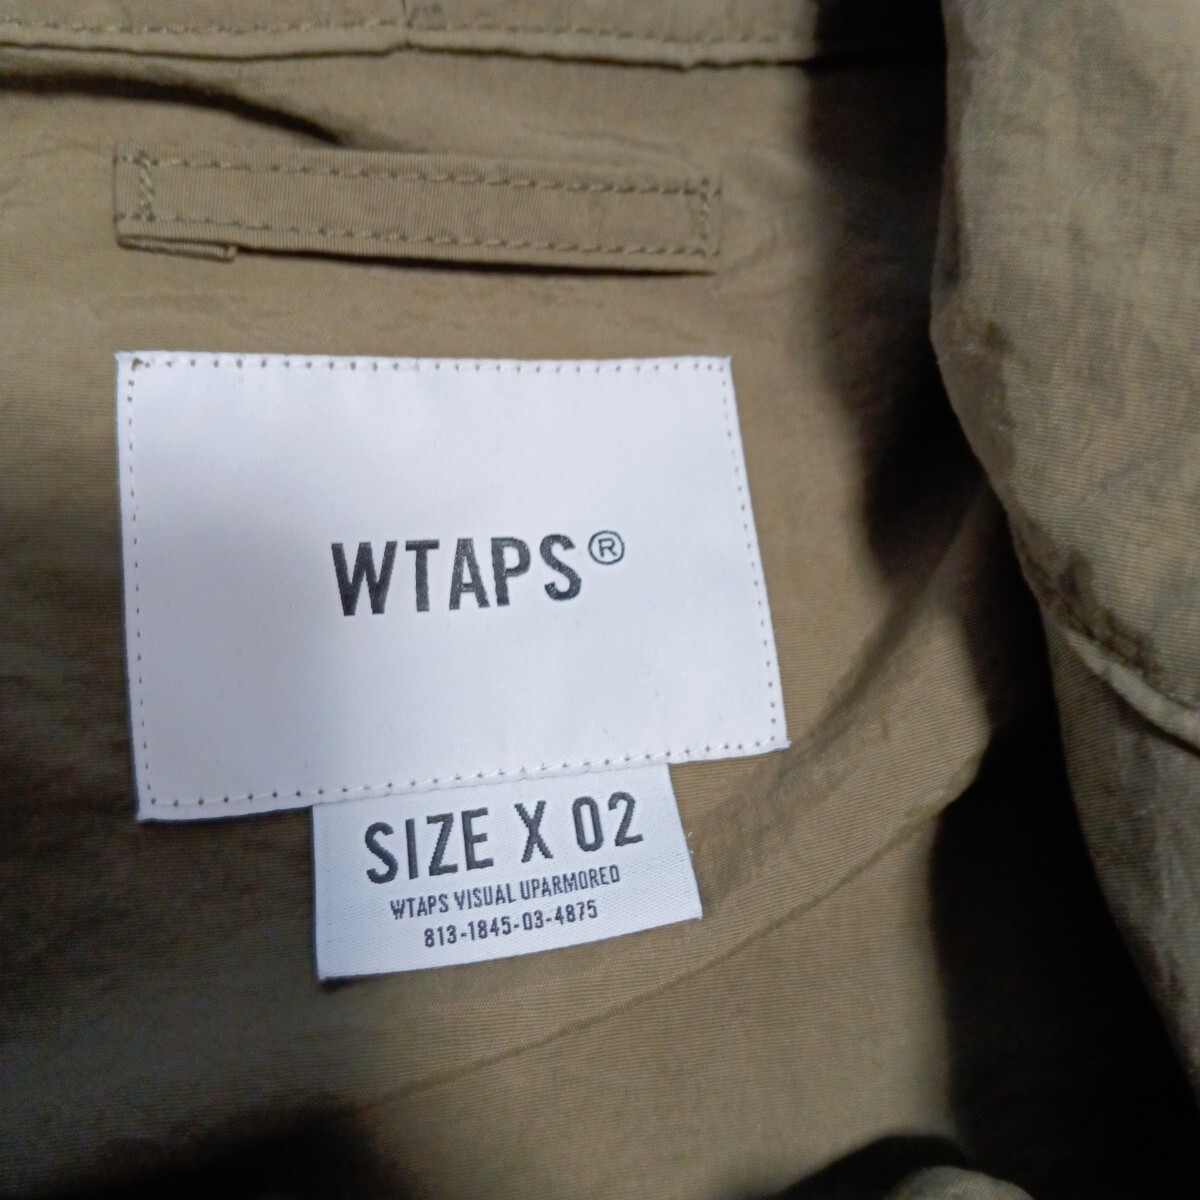 WTAPS®
SIZE X 02
WTAPS VISUAL UPARMORED
813-1845-03-4875